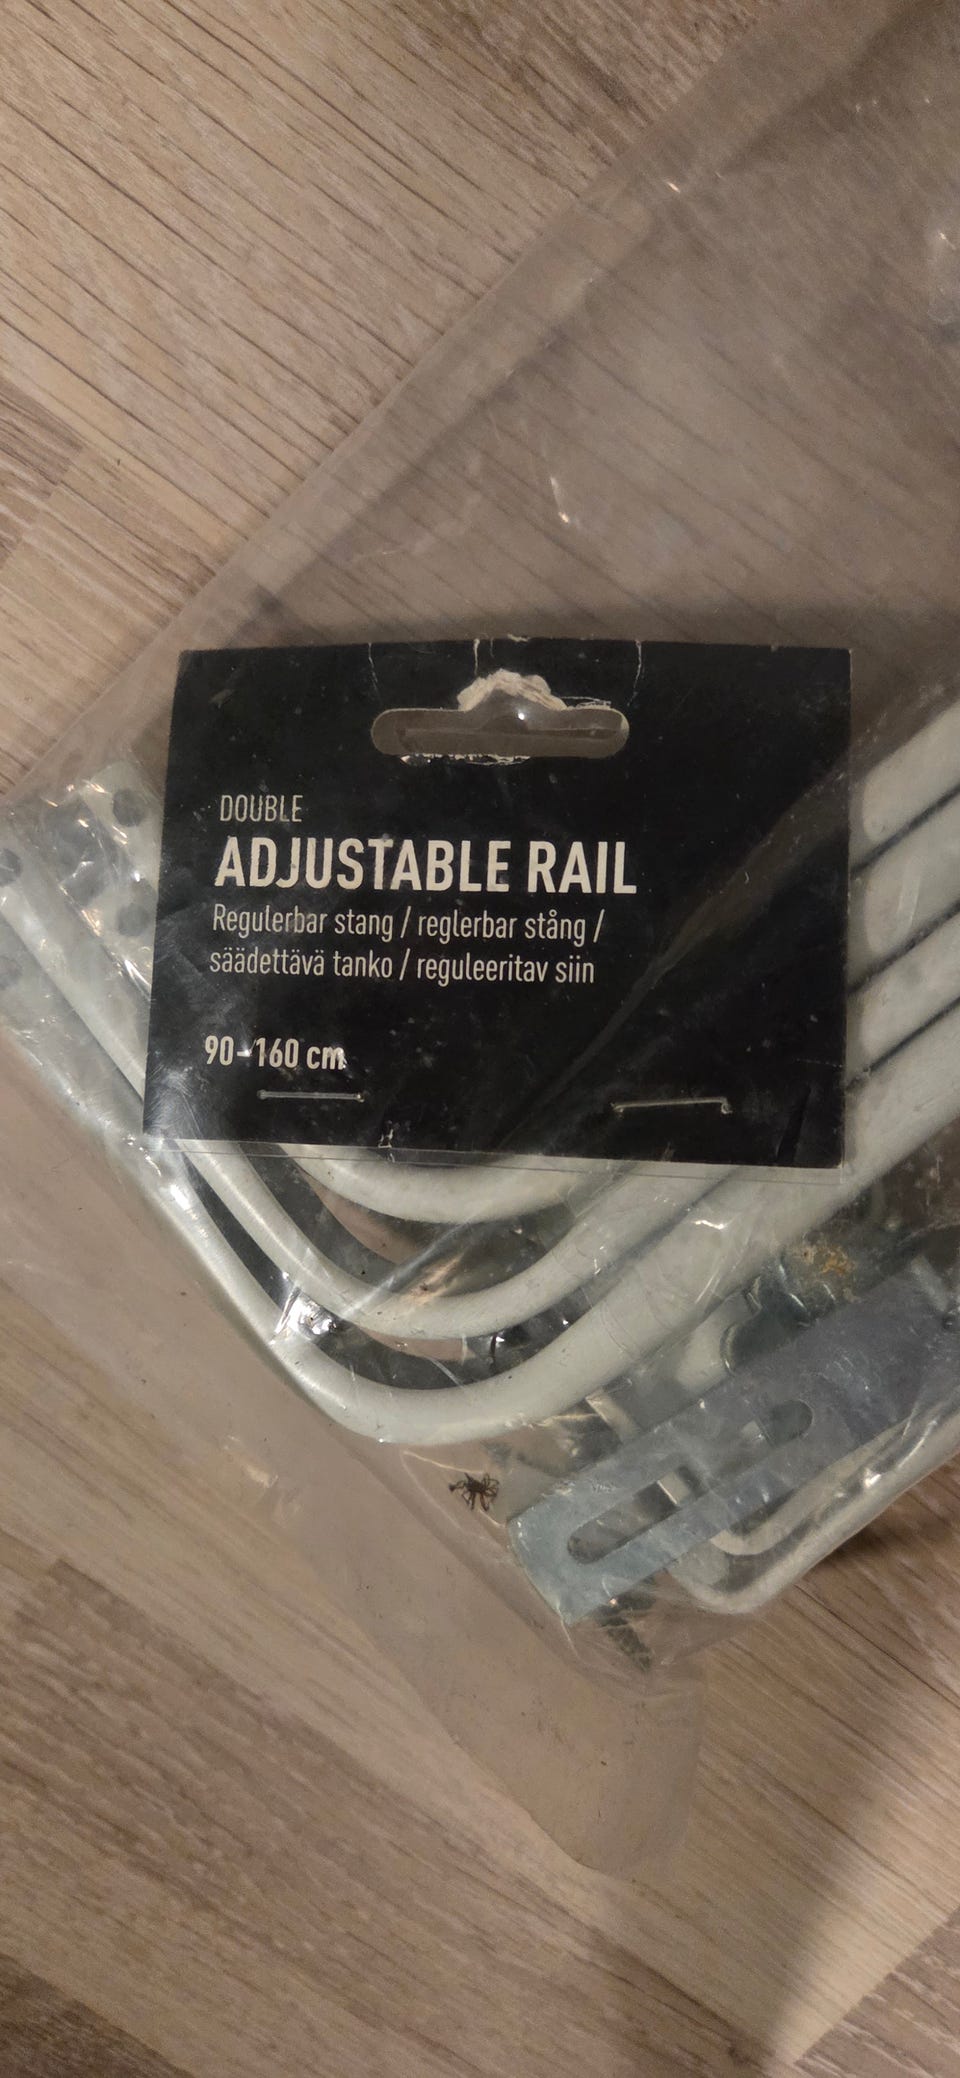 DOUBLE
ADJUSTABLE RAIL
Regulerbar stang / reglerbar stång /
säädettävä tanko / reguleeritav siin
90-160 cm